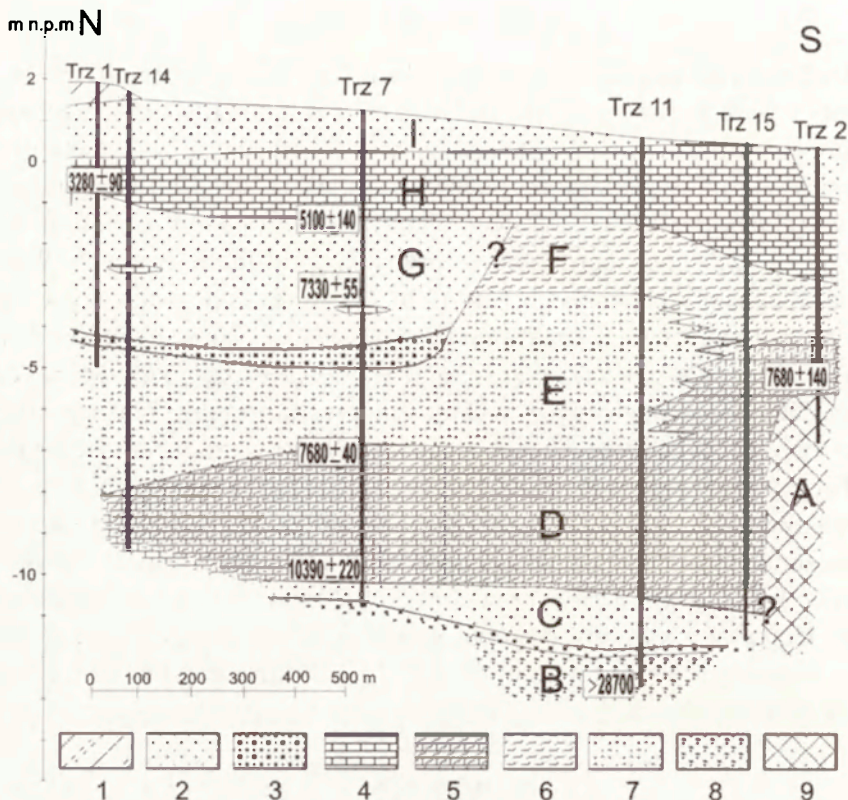 m n.p.m N
S
Trz 1 Trz 14
Trz 7
Trz 11
Trz 15
Trz 2
2
0
-5
-10
I
3280±90
H
5100±140
G
?
F
7330±55
E
7680±140
7680±40
A
D
10390±220
C
?
B
>28700
0 100 200 300 400 500 m
1 2 3 4 5 6 7 8 9